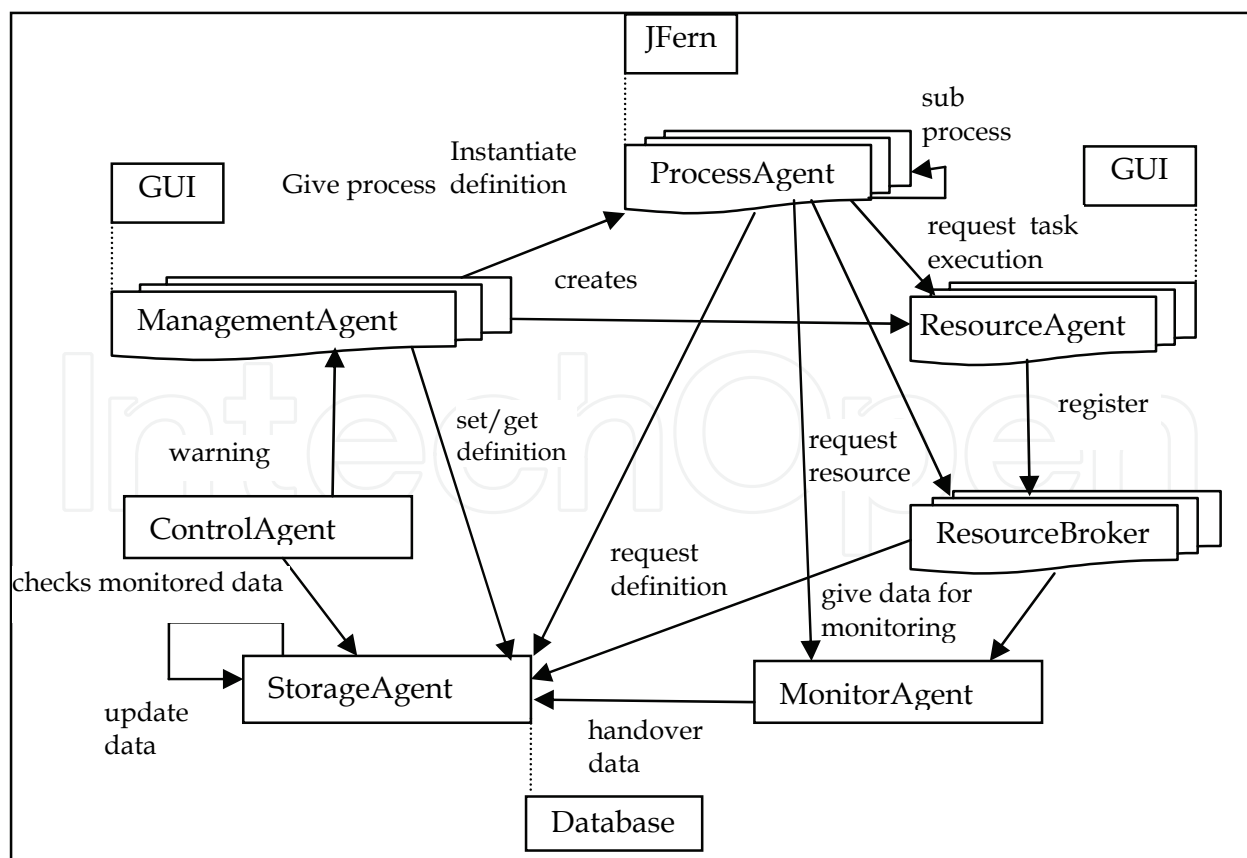 JFern
sub
process
Instantiate
Give process definition
ProcessAgent
GUI
GUI
request task
execution
creates
ManagementAgent
ResourceAgent
register
set/get
definition
warning
request
resource
IntechOpen
ControlAgent
ResourceBroker
checks monitored data
request
definition
give data for
monitoring
StorageAgent
MonitorAgent
update
data
handover
data
Database